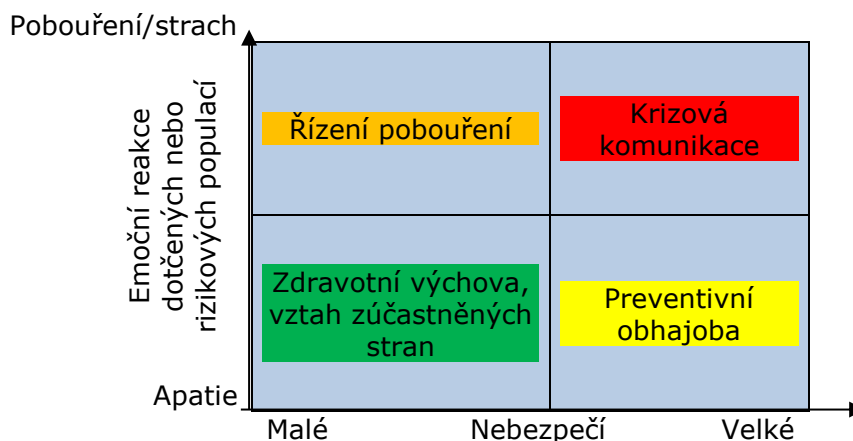 Pobouření/strach
Emoční reakce
dotčených nebo
rizikových populací
Řízení pobouření
Krizová
komunikace
Zdravotní výchova,
vztah zúčastněných
stran
Preventivní
obhajoba
Apatie
Malé
Nebezpečí
Velké